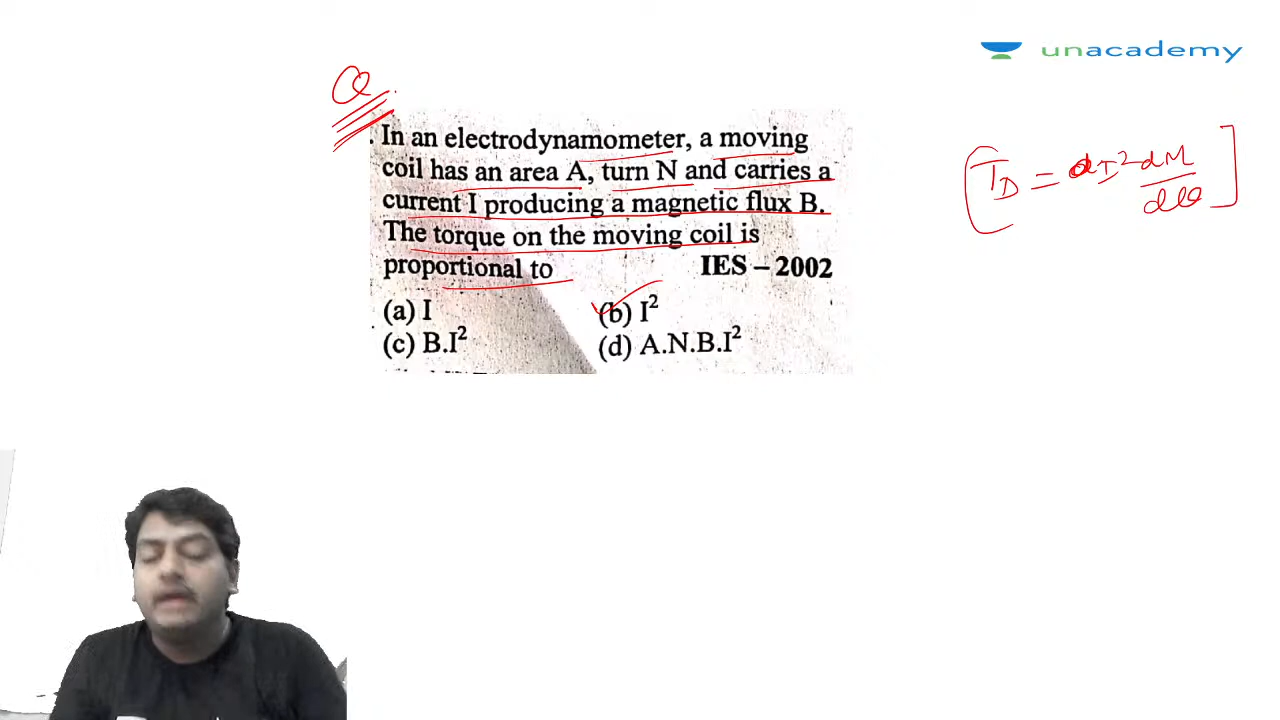 unacademy
Q.
In an electrodynamometer, a moving
coil has an area A, turn N and carries a
current I producing a magnetic flux B.
The torque on the moving coil is
proportional to IES – 2002
(a) I (b) I²
(c) B.I² (d) A.N.B.I²
[T_D = I² dM/dθ]